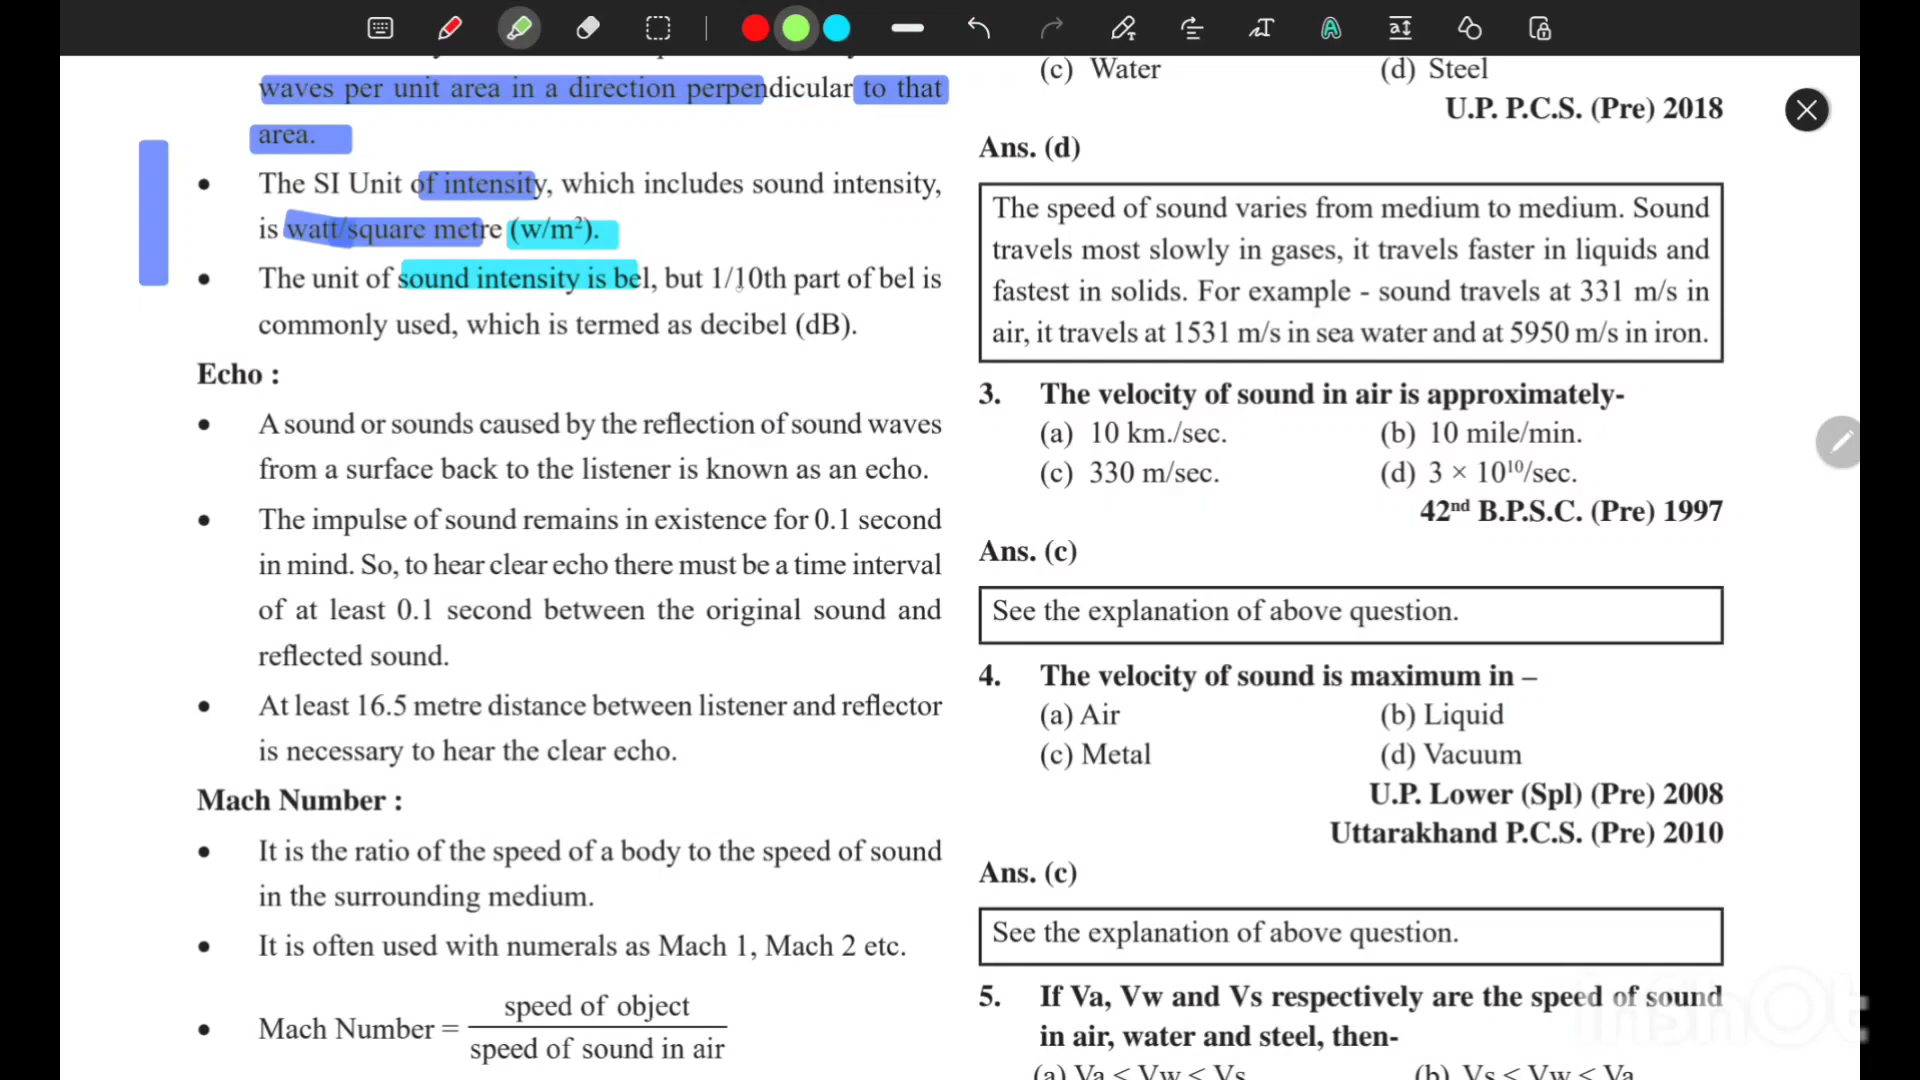 waves per unit area in a direction perpendicular to that
area.
• The SI Unit of intensity, which includes sound intensity,
is watt/square metre (w/m²).
• The unit of sound intensity is bel, but 1/10th part of bel is
commonly used, which is termed as decibel (dB).
Echo :
• A sound or sounds caused by the reflection of sound waves
from a surface back to the listener is known as an echo.
• The impulse of sound remains in existence for 0.1 second
in mind. So, to hear clear echo there must be a time interval
of at least 0.1 second between the original sound and
reflected sound.
• At least 16.5 metre distance between listener and reflector
is necessary to hear the clear echo.
Mach Number :
• It is the ratio of the speed of a body to the speed of sound
in the surrounding medium.
• It is often used with numerals as Mach 1, Mach 2 etc.
speed of object
• Mach Number =
speed of sound in air
(c) Water (d) Steel
U.P. P.C.S. (Pre) 2018
Ans. (d)
The speed of sound varies from medium to medium. Sound
travels most slowly in gases, it travels faster in liquids and
fastest in solids. For example - sound travels at 331 m/s in
air, it travels at 1531 m/s in sea water and at 5950 m/s in iron.
3. The velocity of sound in air is approximately-
(a) 10 km./sec. (b) 10 mile/min.
(c) 330 m/sec. (d) 3 × 10¹⁰/sec.
42nd B.P.S.C. (Pre) 1997
Ans. (c)
See the explanation of above question.
4. The velocity of sound is maximum in –
(a) Air (b) Liquid
(c) Metal (d) Vacuum
U.P. Lower (Spl) (Pre) 2008
Uttarakhand P.C.S. (Pre) 2010
Ans. (c)
See the explanation of above question.
5. If Va, Vw and Vs respectively are the speed of sound
in air, water and steel, then-
(a) Va < Vw < Vs (b) Vs < Vw < Va
InShOt